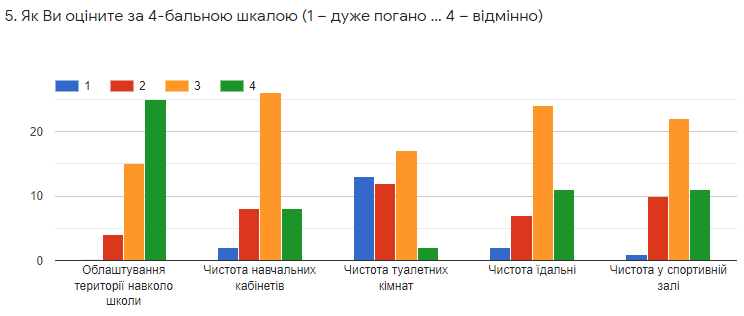 5. Як Ви оціните за 4-бальною шкалою (1 – дуже погано ... 4 – відмінно)
1 2 3 4
20
10
0
Облаштування
території навколо
школи
Чистота навчальних
кабінетів
Чистота туалетних
кімнат
Чистота їдальні
Чистота у спортивній
залі